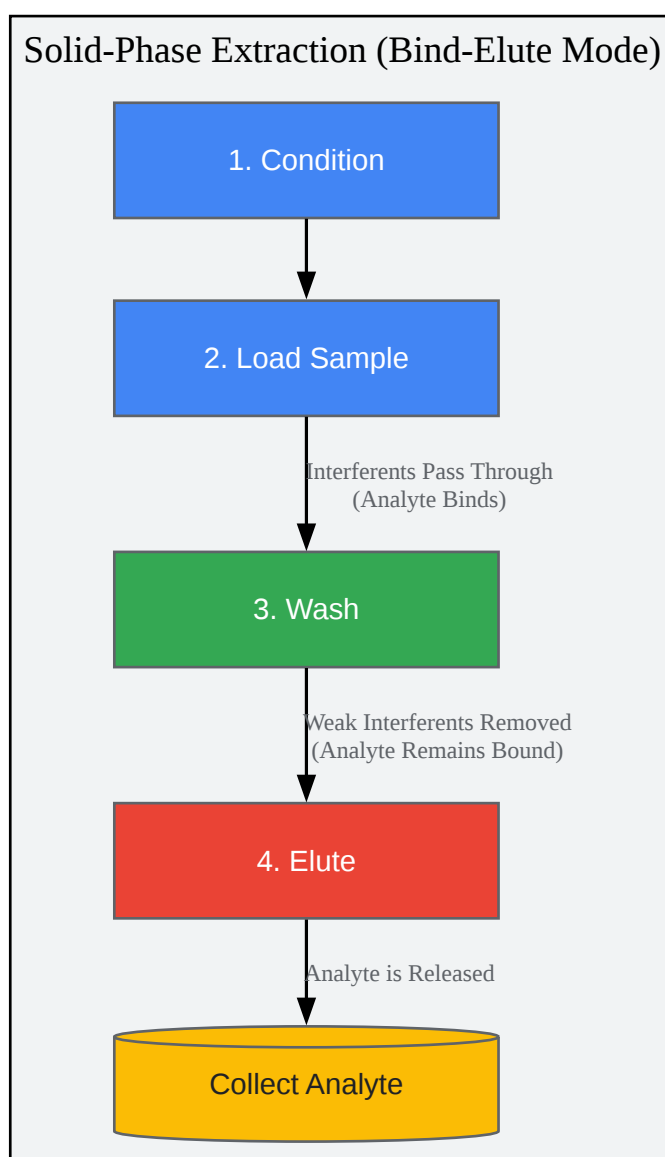 Solid-Phase Extraction (Bind-Elute Mode)
1. Condition
2. Load Sample
Interferents Pass Through
(Analyte Binds)
3. Wash
Weak Interferents Removed
(Analyte Remains Bound)
4. Elute
Analyte is Released
Collect Analyte